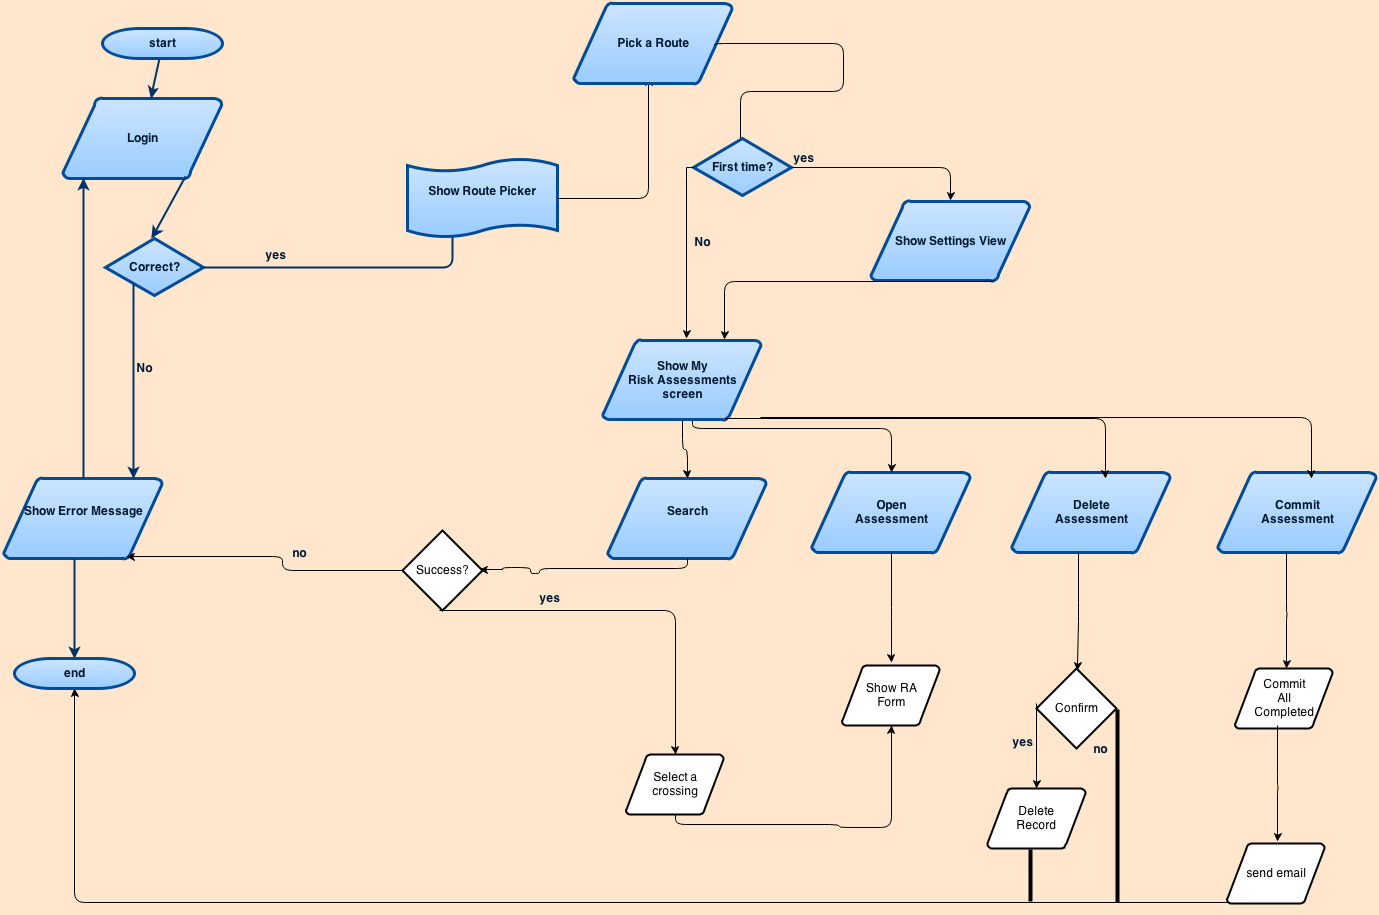 start
Pick a Route
Login
First time?
yes
Show Route Picker
Show Settings View
No
yes
Correct?
No
Show My
Risk Assessments
screen
Show Error Message
Search
Open
Assessment
Delete
Assessment
Commit
Assessment
no
Success?
yes
end
Show RA
Form
Confirm
yes
no
Commit
All
Completed
Select a
crossing
Delete
Record
send email